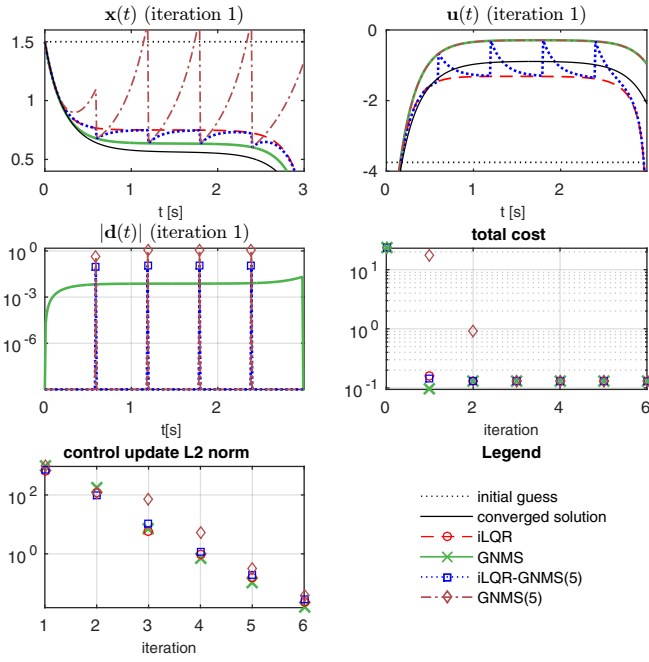 x(t) (iteration 1)
1.5
1
0.5
0
1
2
3
t [s]
u(t) (iteration 1)
0
-2
-4
0
1
2
3
t [s]
|d(t)| (iteration 1)
10^0
10^-3
10^-6
0
1
2
3
t[s]
total cost
10^1
10^0
10^-1
0
2
4
6
iteration
control update L2 norm
10^2
10^0
1
2
3
4
5
6
iteration
Legend
initial guess
converged solution
iLQR
GNMS
iLQR-GNMS(5)
GNMS(5)